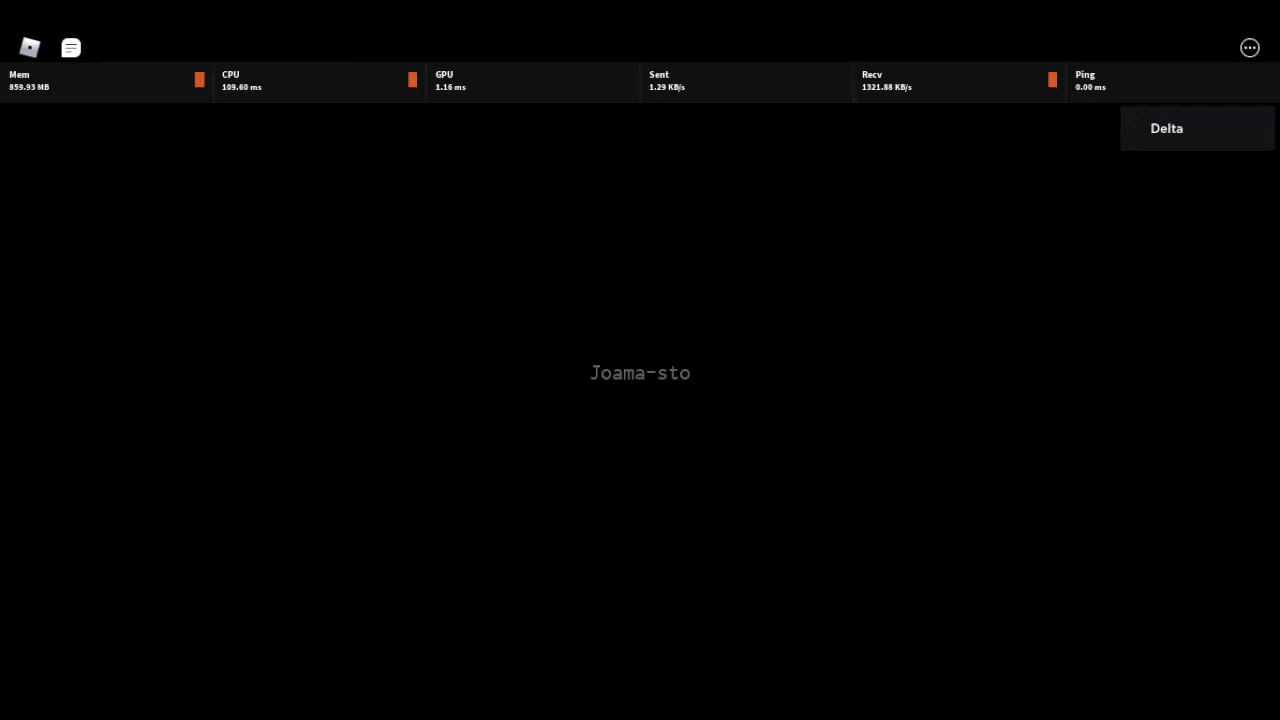 Mem
859.93 MB
CPU
109.60 ms
GPU
1.16 ms
Sent
1.29 KB/s
Recv
1321.88 KB/s
Ping
0.00 ms
Delta
Joama-sto